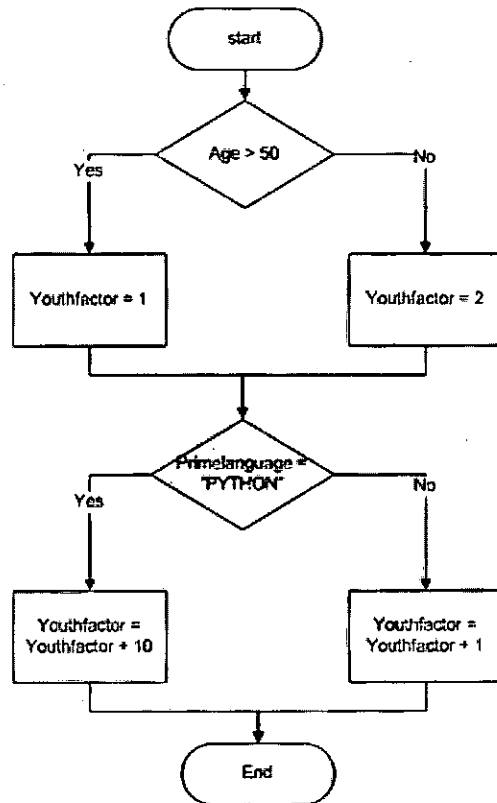 start
Age > 50
Yes
No
Youthfactor = 1
Youthfactor = 2
Primelanguage =
"PYTHON"
Yes
No
Youthfactor =
Youthfactor + 10
Youthfactor =
Youthfactor + 1
End